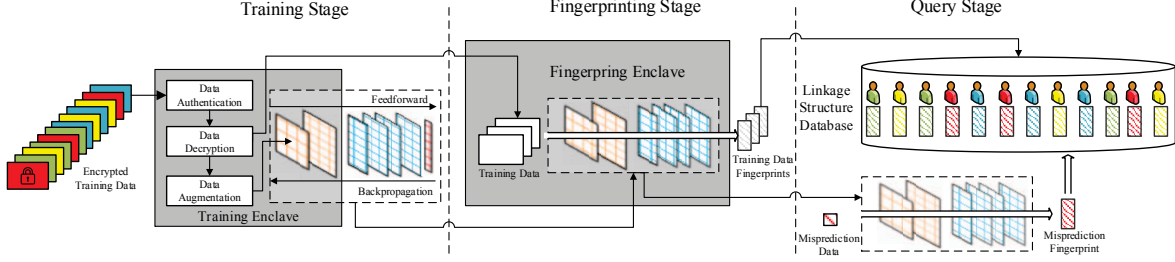 Training Stage
Fingerprinting Stage
Query Stage
Encrypted
Training Data
Data
Authentication
Data
Decryption
Data
Augmentation
Training Enclave
Feedforward
Backpropagation
Fingerpring Enclave
Training Data
Training Data
Fingerprints
Linkage
Structure
Database
Misprediction
Data
Misprediction
Fingerprint